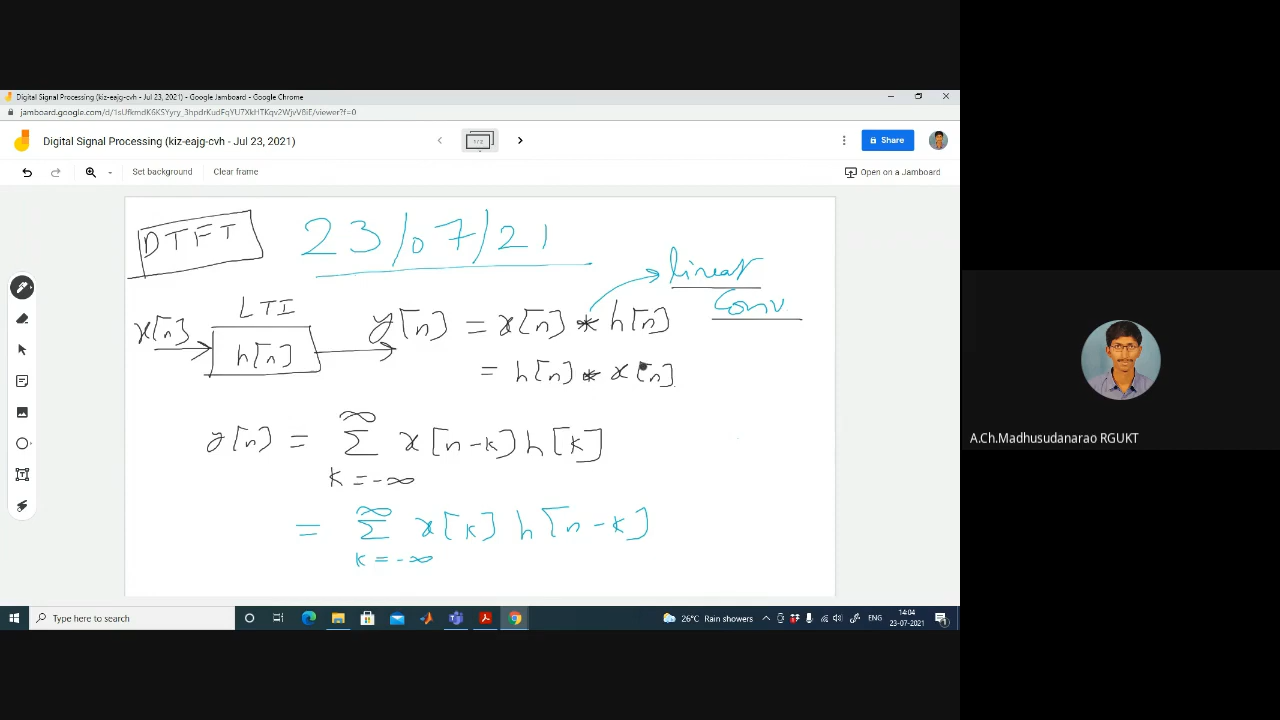 Digital Signal Processing (kiz-eajg-cvh - Jul 23, 2021) - Google Jamboard - Google Chrome
Digital Signal Processing (kiz-eajg-cvh - Jul 23, 2021)
1/2
Share
Set background
Clear frame
Open on a Jamboard
DTFT
23/07/21
linear
Conv.
x[n]
LTI
h[n]
y[n] = x[n] * h[n]
= h[n] * x[n]
y[n] = ∞ Σ k=-∞ x[n-k] h[k]
= ∞ Σ k=-∞ x[k] h[n-k]
A.Ch.Madhusudanarao RGUKT
Type here to search
26°C Rain showers
ENG
14:04
23-07-2021